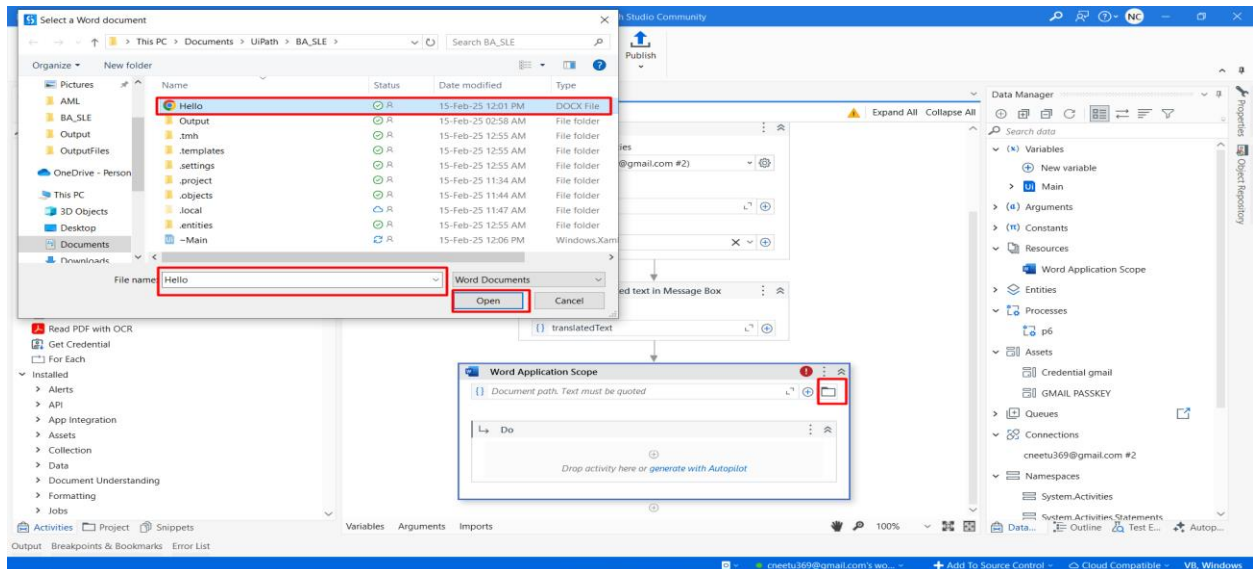 Select a Word document
h Studio Community
NC
This PC > Documents > UiPath > BA_SLE >
Search BA_SLE
Publish
Organize
New folder
Pictures
AML
BA_SLE
Output
OutputFiles
OneDrive - Person
This PC
3D Objects
Desktop
Documents
Downloads
Name Status Date modified Type
Hello 15-Feb-25 12:01 PM DOCX File
Output 15-Feb-25 02:58 AM File folder
.tmh 15-Feb-25 12:55 AM File folder
.templates 15-Feb-25 12:55 AM File folder
.settings 15-Feb-25 12:55 AM File folder
.project 15-Feb-25 11:34 AM File folder
.objects 15-Feb-25 11:44 AM File folder
.local 15-Feb-25 11:47 AM File folder
.entities 15-Feb-25 12:55 AM File folder
~Main 15-Feb-25 12:06 PM Windows.Xaml
File name: Hello
Word Documents
Open Cancel
Expand All Collapse All
ies
@gmail.com #2)
ed text in Message Box
translatedText
Word Application Scope
Document path. Text must be quoted
Do
Drop activity here or generate with Autopilot
Read PDF with OCR
Get Credential
For Each
Installed
Alerts
API
App Integration
Assets
Collection
Data
Document Understanding
Formatting
Jobs
Data Manager
Search data
(x) Variables
New variable
Main
(a) Arguments
(π) Constants
Resources
Word Application Scope
Entities
Processes
p6
Assets
Credential gmail
GMAIL PASSKEY
Queues
Connections
cneetu369@gmail.com #2
Namespaces
System.Activities
System.Activities.Statements
Properties
Object Repository
Activities Project Snippets
Variables Arguments Imports
100%
Data... Outline Test E... Autop...
Output Breakpoints & Bookmarks Error List
cneetu369@gmail.com's wo... Add To Source Control Cloud Compatible VB, Windows